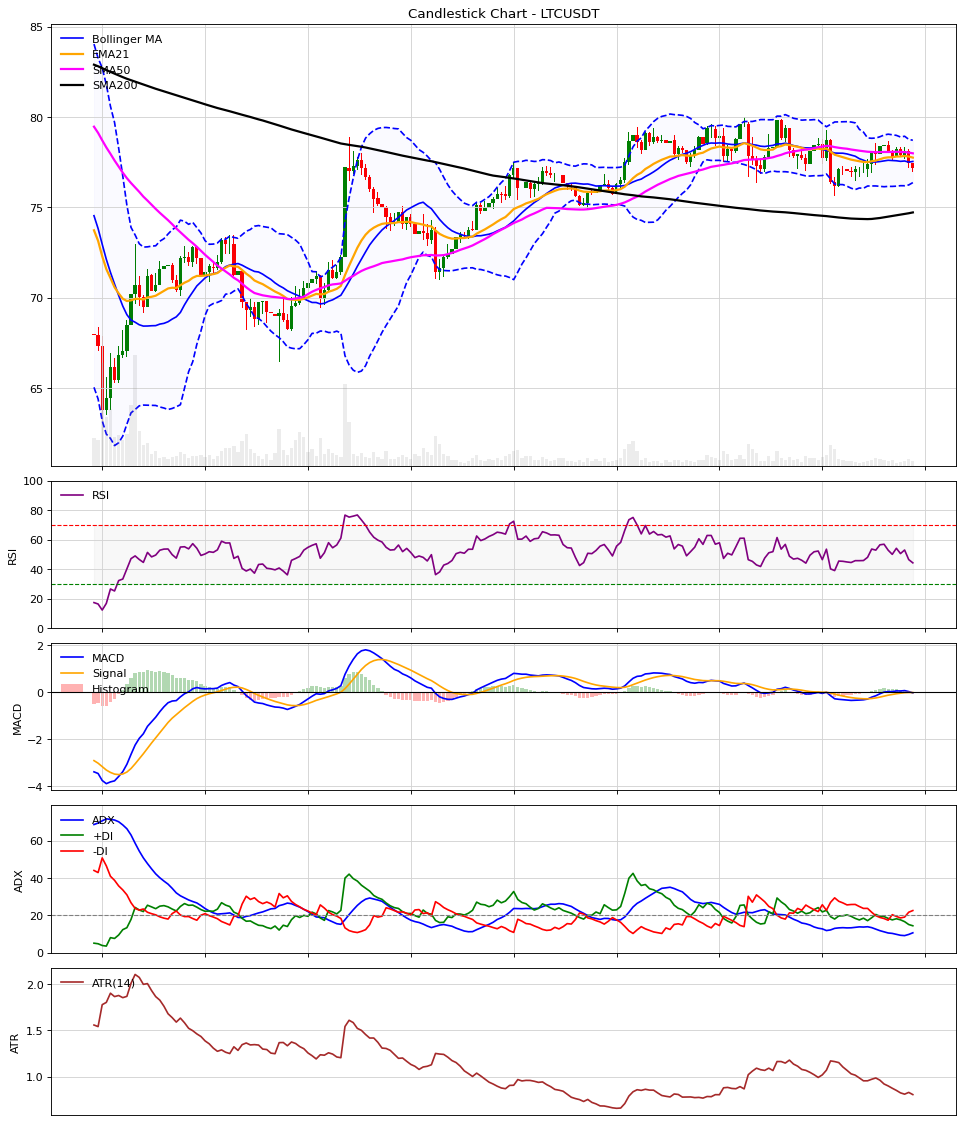 Candlestick Chart - LTCUSDT
85
80
75
70
65
Bollinger MA
EMA21
SMA50
SMA200
100
80
60
40
20
0
RSI
RSI
2
0
−2
−4
MACD
MACD
Signal
Histogram
60
40
20
0
ADX
ADX
+DI
-DI
2.0
1.5
1.0
ATR
ATR(14)